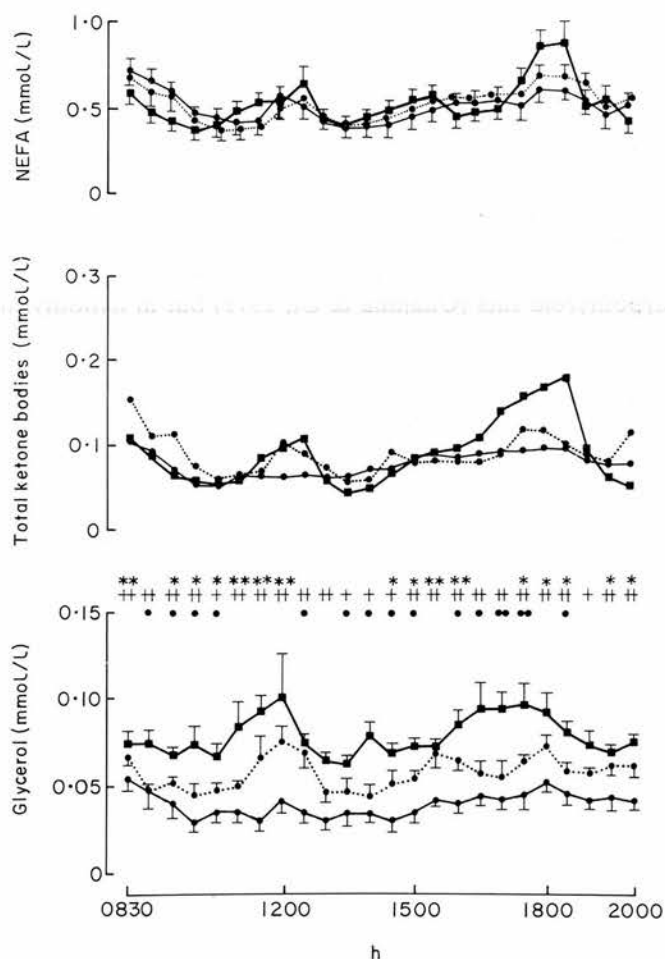 NEFA (mmol/L)
1·0
0·5
0
Total ketone bodies (mmol/L)
0·3
0·2
0·1
0
** * * * ** ** ** * * ** ** * * * * *
Glycerol (mmol/L)
0·15
0·10
0·05
0
0830 1200 1500 1800 2000
h